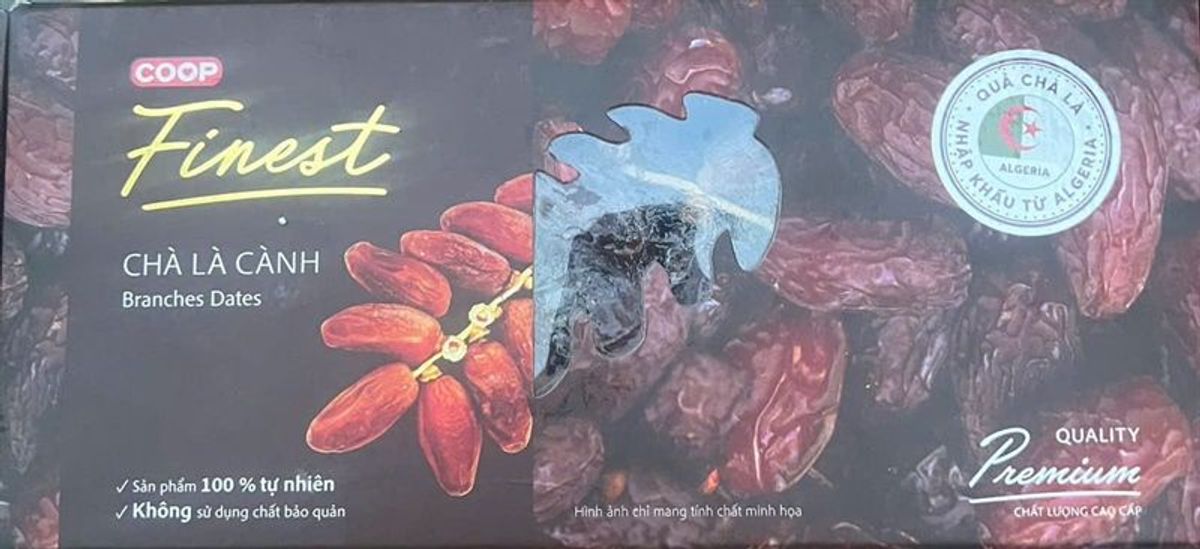 COOP
Finest
CHÀ LÀ CÀNH
Branches Dates
✓ Sản phẩm 100 % tự nhiên
✓ Không sử dụng chất bảo quản
Hình ảnh chỉ mang tính chất minh họa
QUẢ CHÀ LÀ
NHẬP KHẨU TỪ ALGERIA
ALGERIA
QUALITY
Premium
CHẤT LƯỢNG CAO CẤP